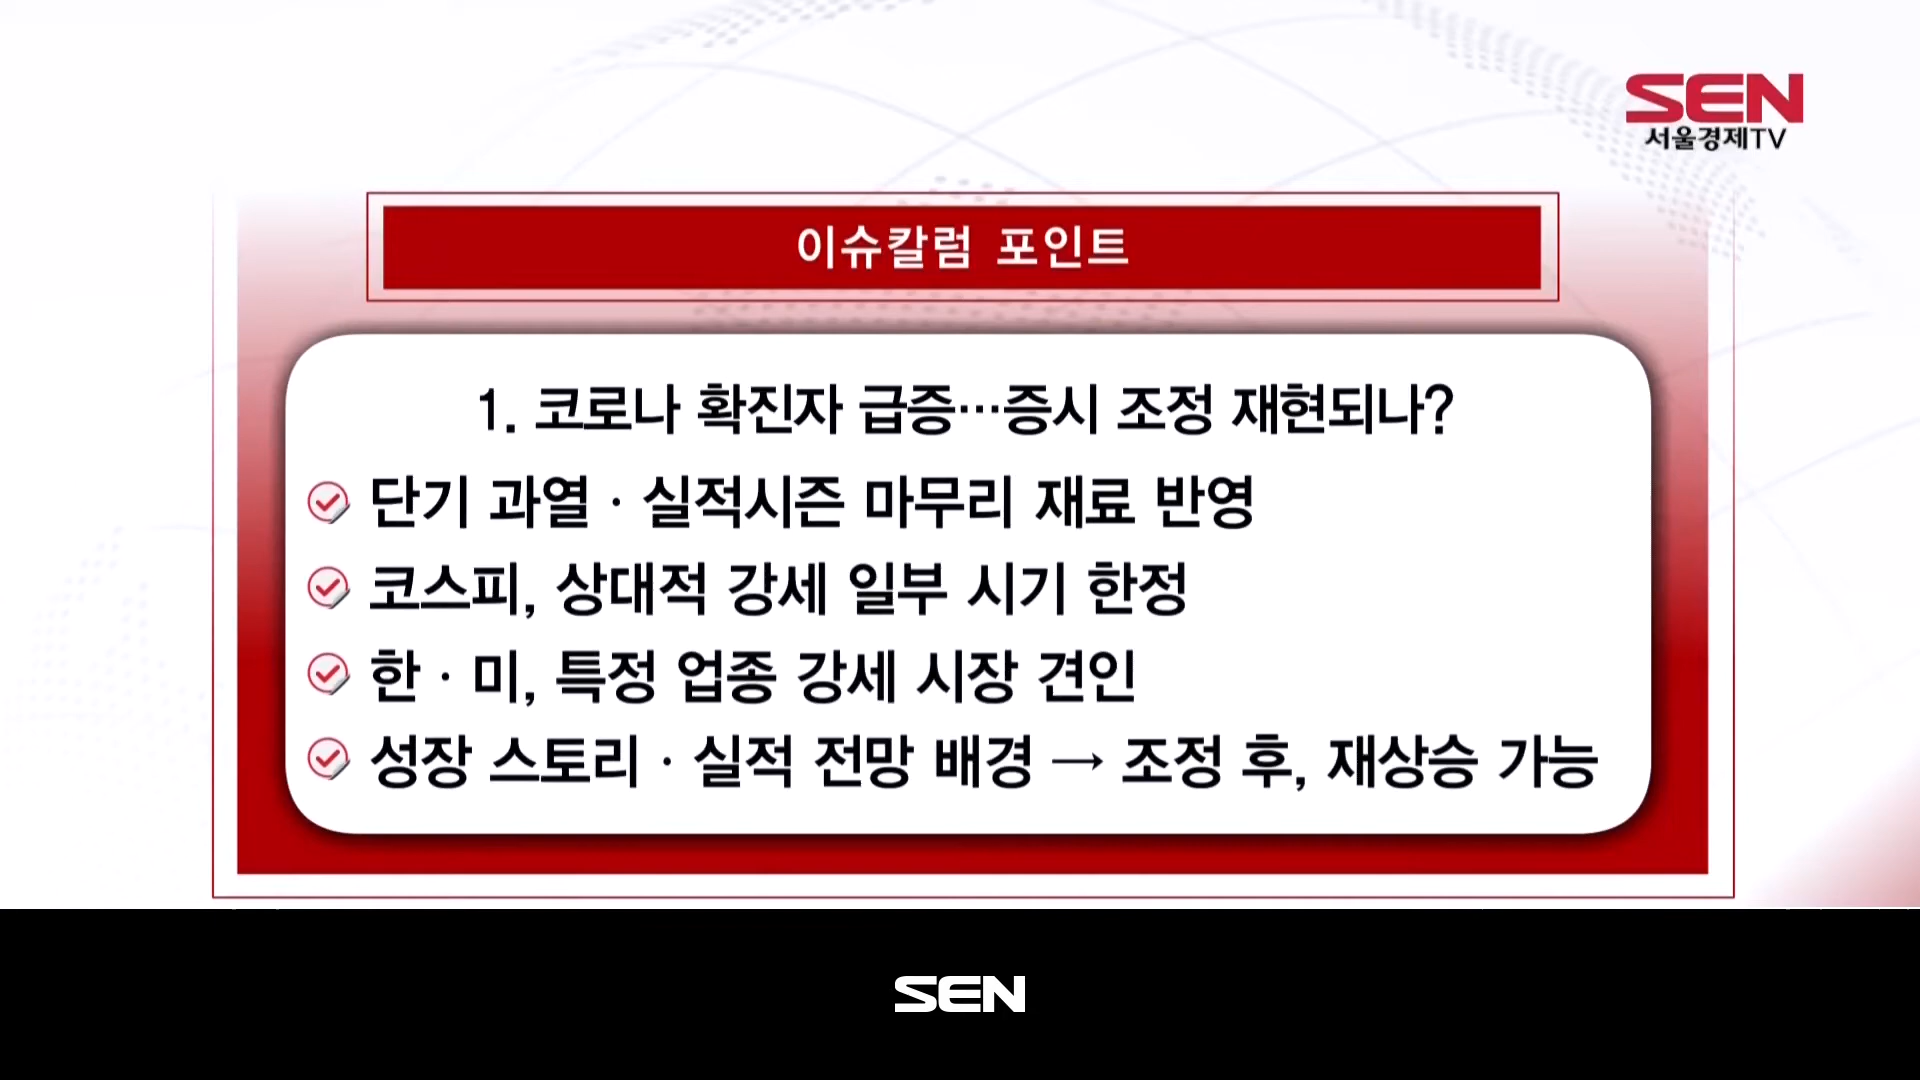 SEN
서울경제TV
이슈칼럼 포인트
1. 코로나 확진자 급증…증시 조정 재현되나?
단기 과열 · 실적시즌 마무리 재료 반영
코스피, 상대적 강세 일부 시기 한정
한 · 미, 특정 업종 강세 시장 견인
성장 스토리 · 실적 전망 배경 → 조정 후, 재상승 가능
SEN